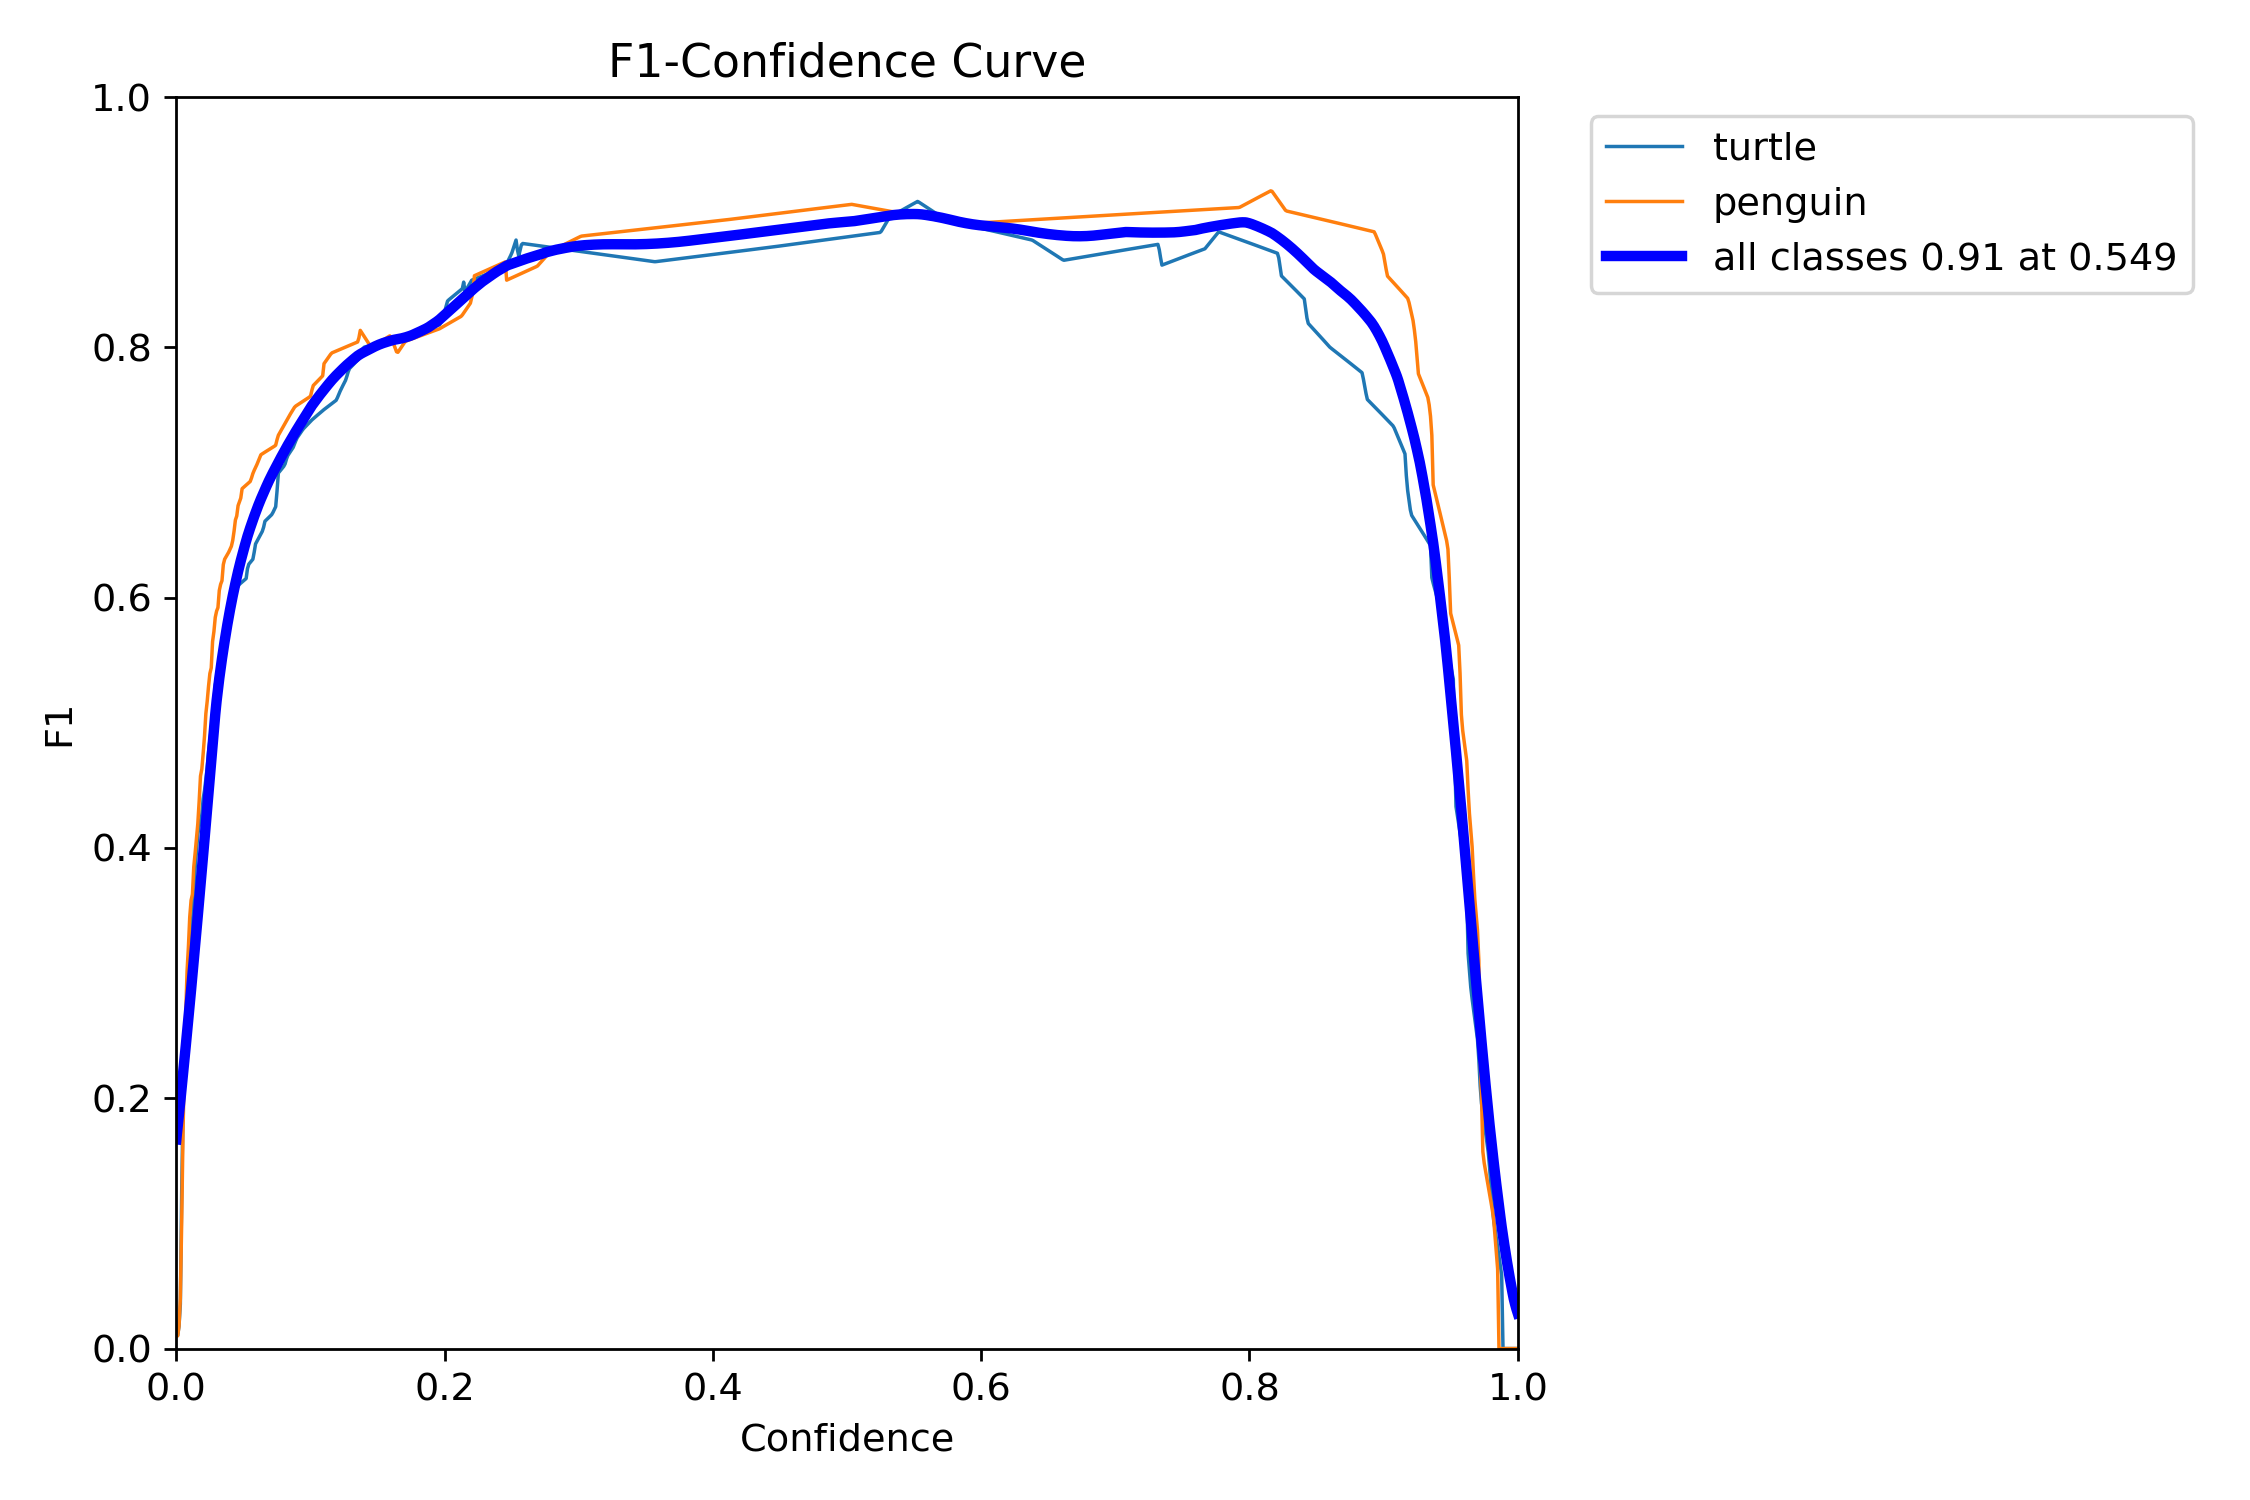 F1-Confidence Curve
1.0
0.8
0.6
0.4
0.2
0.0
F1
0.0 0.2 0.4 0.6 0.8 1.0
Confidence
turtle
penguin
all classes 0.91 at 0.549